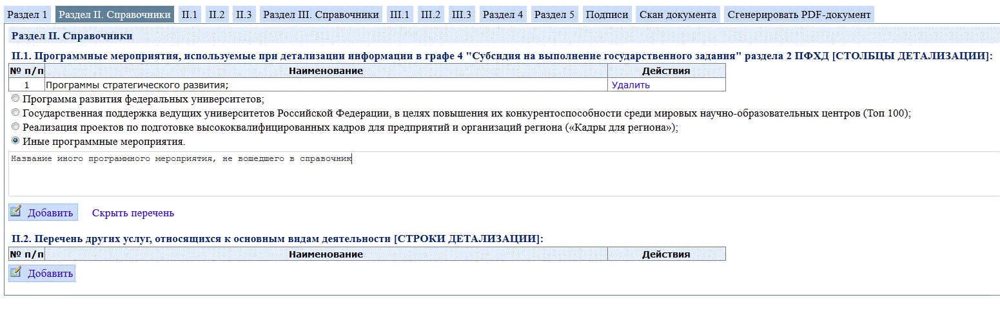 Раздел 1 Раздел II. Справочники II.1 II.2 II.3 Раздел III. Справочники III.1 III.2 III.3 Раздел 4 Раздел 5 Подписи Скан документа Сгенерировать PDF-документ
Раздел II. Справочники
II.1. Программные мероприятия, используемые при детализации информации в графе 4 "Субсидия на выполнение государственного задания" раздела 2 ПФХД [СТОЛБЦЫ ДЕТАЛИЗАЦИИ]:
№ п/п Наименование Действия
1 Программы стратегического развития; Удалить
Программа развития федеральных университетов;
Государственная поддержка ведущих университетов Российской Федерации, в целях повышения их конкурентоспособности среди мировых научно-образовательных центров (Топ 100);
Реализация проектов по подготовке высококвалифицированных кадров для предприятий и организаций региона («Кадры для региона»);
Иные программные мероприятия.
Название иного программного мероприятия, не вошедшего в справочник
Добавить Скрыть перечень
II.2. Перечень других услуг, относящихся к основным видам деятельности [СТРОКИ ДЕТАЛИЗАЦИИ]:
№ п/п Наименование Действия
Добавить